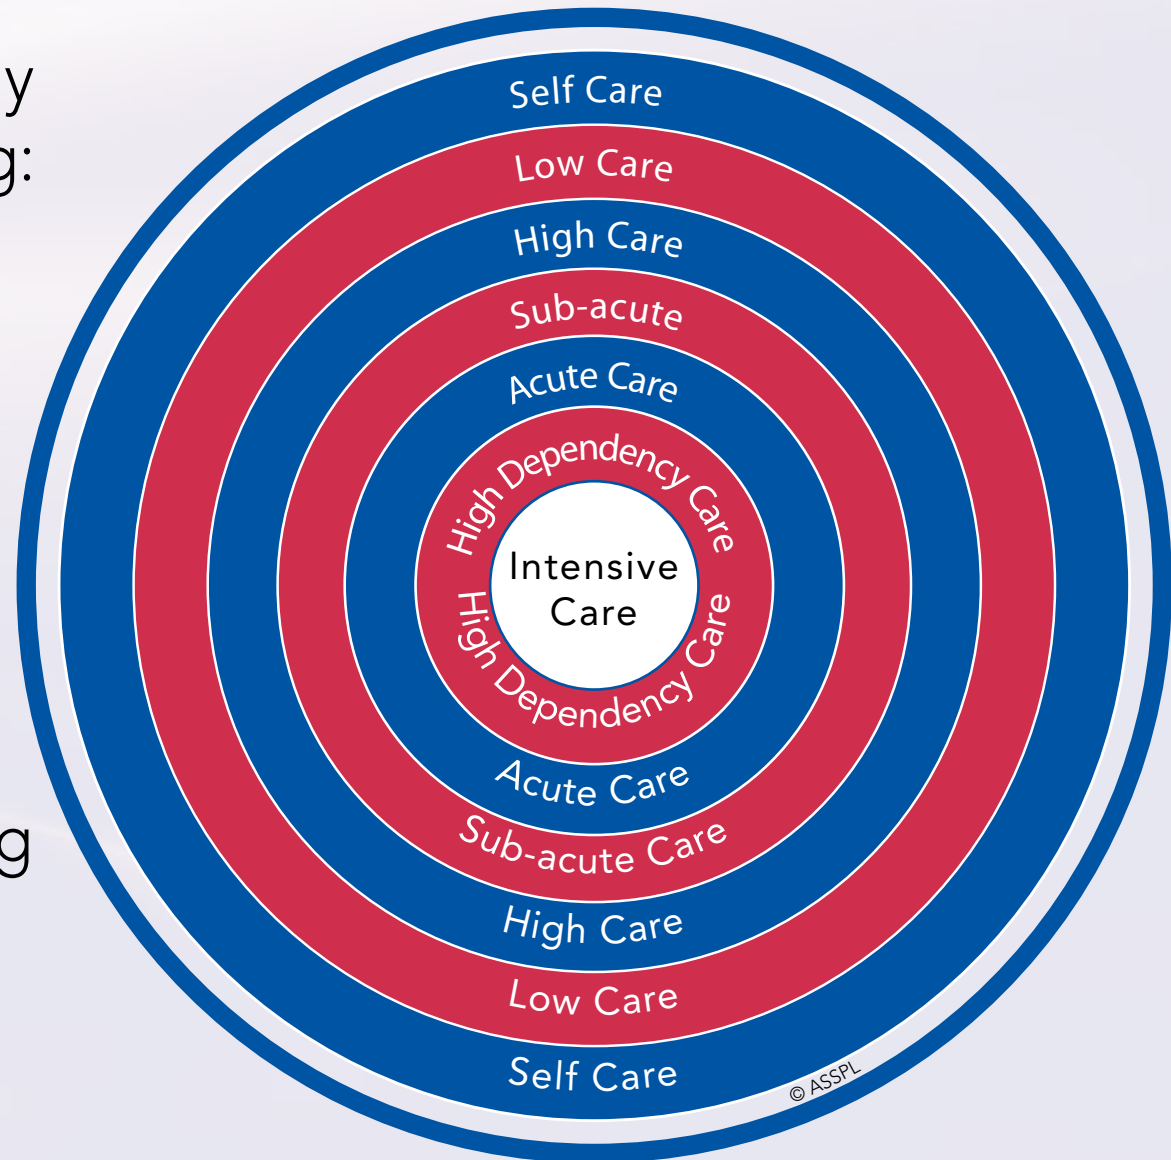 y
g:
Self Care
Low Care
High Care
Sub-acute
Acute Care
High Dependency Care
Intensive
Care
High Dependency Care
Acute Care
g
Sub-acute Care
High Care
Low Care
Self Care
© ASSPL